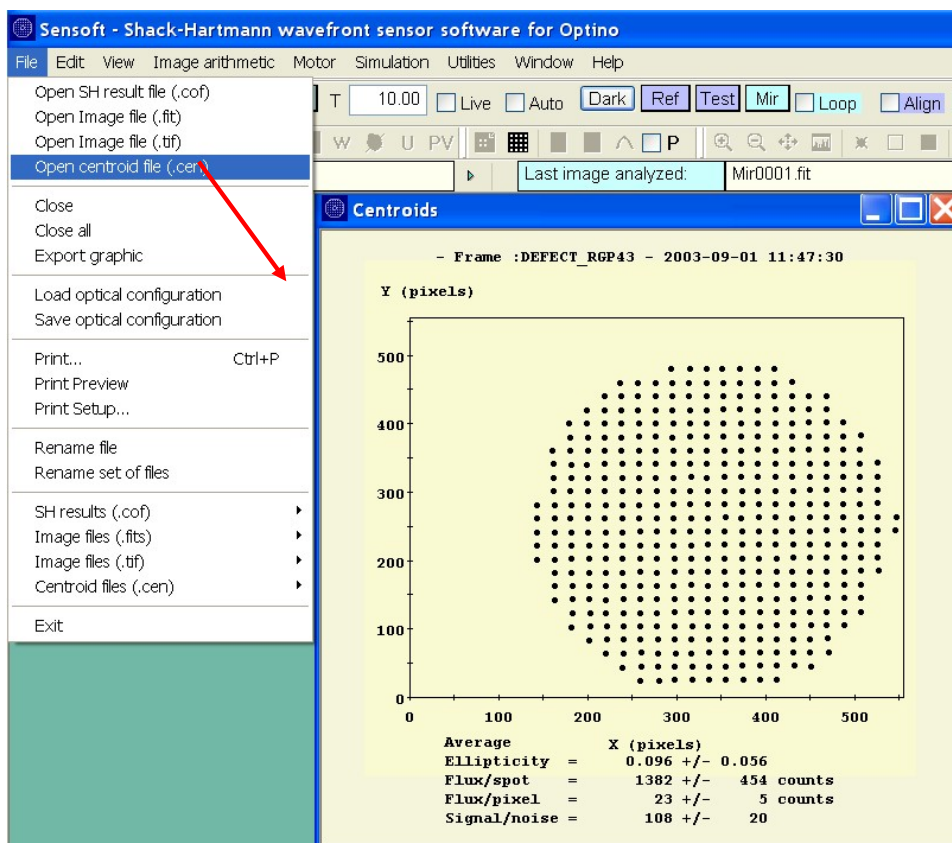 Sensoft - Shack-Hartmann wavefront sensor software for Optino
File Edit View Image arithmetic Motor Simulation Utilities Window Help
Open SH result file (.cof)
Open Image file (.fit)
Open Image file (.tif)
Open centroid file (.cen)
Close
Close all
Export graphic
Load optical configuration
Save optical configuration
Print... Ctrl+P
Print Preview
Print Setup...
Rename file
Rename set of files
SH results (.cof)
Image files (.fits)
Image files (.tif)
Centroid files (.cen)
Exit
T 10.00 Live Auto Dark Ref Test Mir Loop Align
W U PV P
Last image analyzed: Mir0001.fit
Centroids
- Frame :DEFECT_RGP43 - 2003-09-01 11:47:30
Y (pixels)
500
400
300
200
100
0
0 100 200 300 400 500
Average X (pixels)
Ellipticity = 0.096 +/- 0.056
Flux/spot = 1382 +/- 454 counts
Flux/pixel = 23 +/- 5 counts
Signal/noise = 108 +/- 20